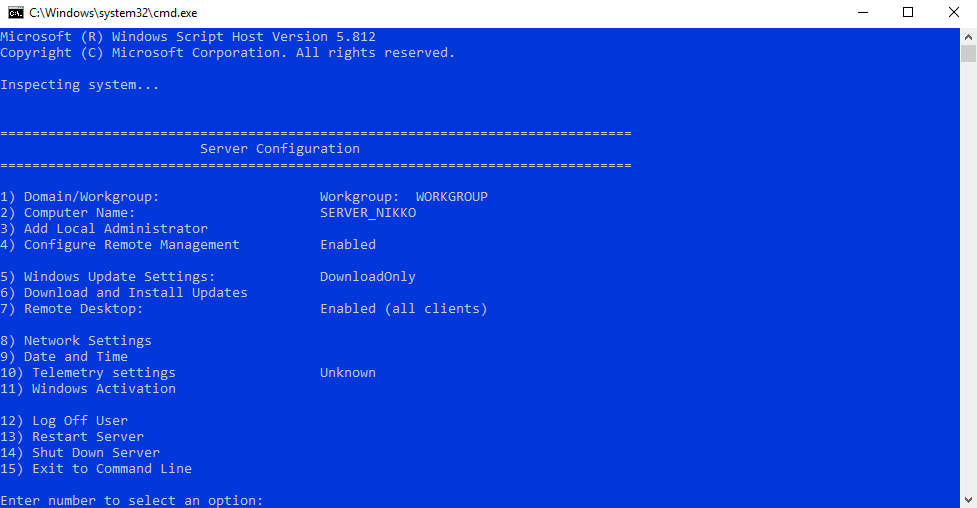 C:\Windows\system32\cmd.exe
Microsoft (R) Windows Script Host Version 5.812
Copyright (C) Microsoft Corporation. All rights reserved.
Inspecting system...
===============================================================================
Server Configuration
===============================================================================
1) Domain/Workgroup: Workgroup: WORKGROUP
2) Computer Name: SERVER_NIKKO
3) Add Local Administrator
4) Configure Remote Management Enabled
5) Windows Update Settings: DownloadOnly
6) Download and Install Updates
7) Remote Desktop: Enabled (all clients)
8) Network Settings
9) Date and Time
10) Telemetry settings Unknown
11) Windows Activation
12) Log Off User
13) Restart Server
14) Shut Down Server
15) Exit to Command Line
Enter number to select an option: